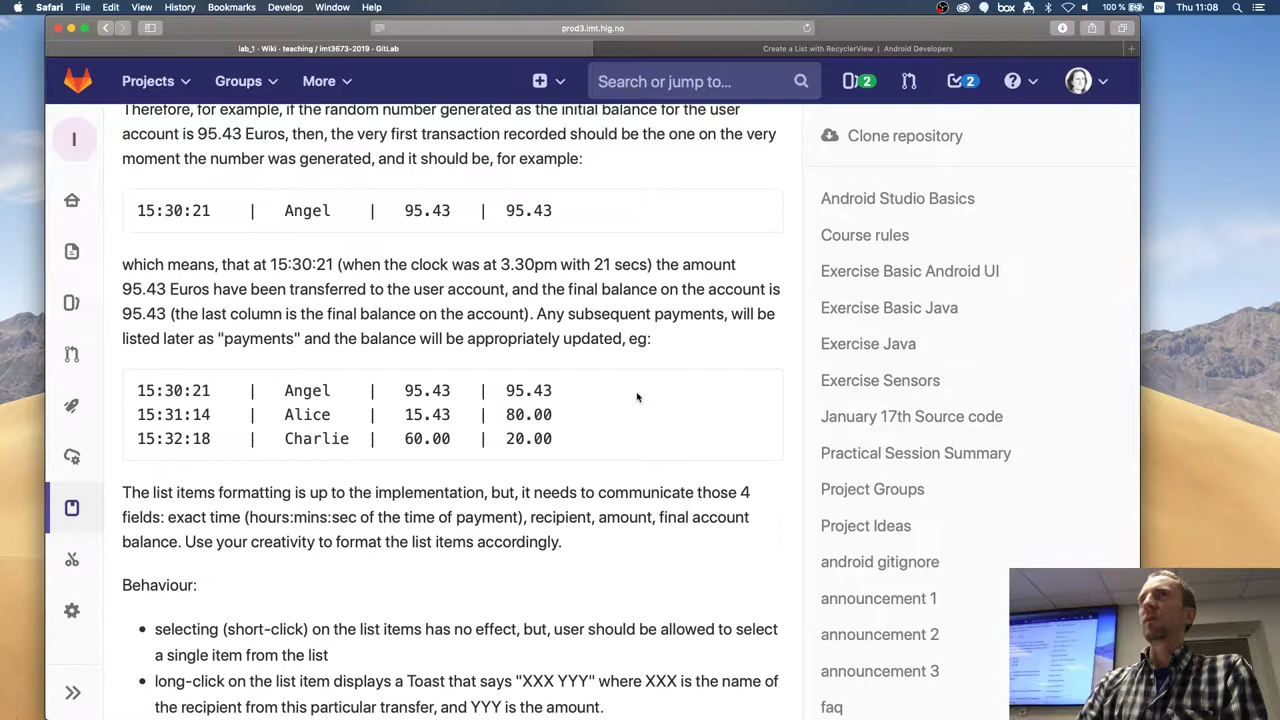 Safari File Edit View History Bookmarks Develop Window Help 100 % Thu 11:08
prod3.imt.hig.no
lab_1 · Wiki · teaching / imt3673-2019 · GitLab
Create a List with RecyclerView | Android Developers
Projects Groups More Search or jump to... 2 2
Therefore, for example, if the random number generated as the initial balance for the user
account is 95.43 Euros, then, the very first transaction recorded should be the one on the very
moment the number was generated, and it should be, for example:
15:30:21 | Angel | 95.43 | 95.43
which means, that at 15:30:21 (when the clock was at 3.30pm with 21 secs) the amount
95.43 Euros have been transferred to the user account, and the final balance on the account is
95.43 (the last column is the final balance on the account). Any subsequent payments, will be
listed later as "payments" and the balance will be appropriately updated, eg:
15:30:21 | Angel | 95.43 | 95.43
15:31:14 | Alice | 15.43 | 80.00
15:32:18 | Charlie | 60.00 | 20.00
The list items formatting is up to the implementation, but, it needs to communicate those 4
fields: exact time (hours:mins:sec of the time of payment), recipient, amount, final account
balance. Use your creativity to format the list items accordingly.
Behaviour:
• selecting (short-click) on the list items has no effect, but, user should be allowed to select
a single item from the list.
longclick on the list item displays a Toast that says "XXX YYY" where XXX is the name of
the recipient from this particular transfer, and YYY is the amount.
I
Clone repository
Android Studio Basics
Course rules
Exercise Basic Android UI
Exercise Basic Java
Exercise Java
Exercise Sensors
January 17th Source code
Practical Session Summary
Project Groups
Project Ideas
android gitignore
announcement 1
announcement 2
announcement 3
faq